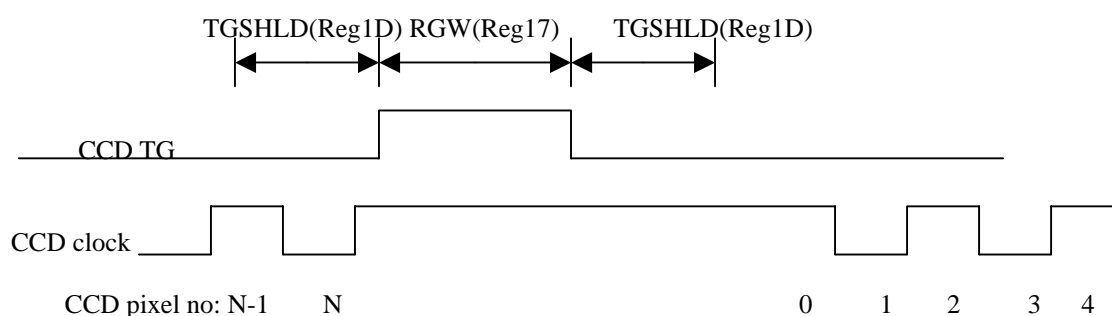 TGSHLD(Reg1D) RGW(Reg17) TGSHLD(Reg1D)
CCD TG
CCD clock
CCD pixel no: N-1 N 0 1 2 3 4